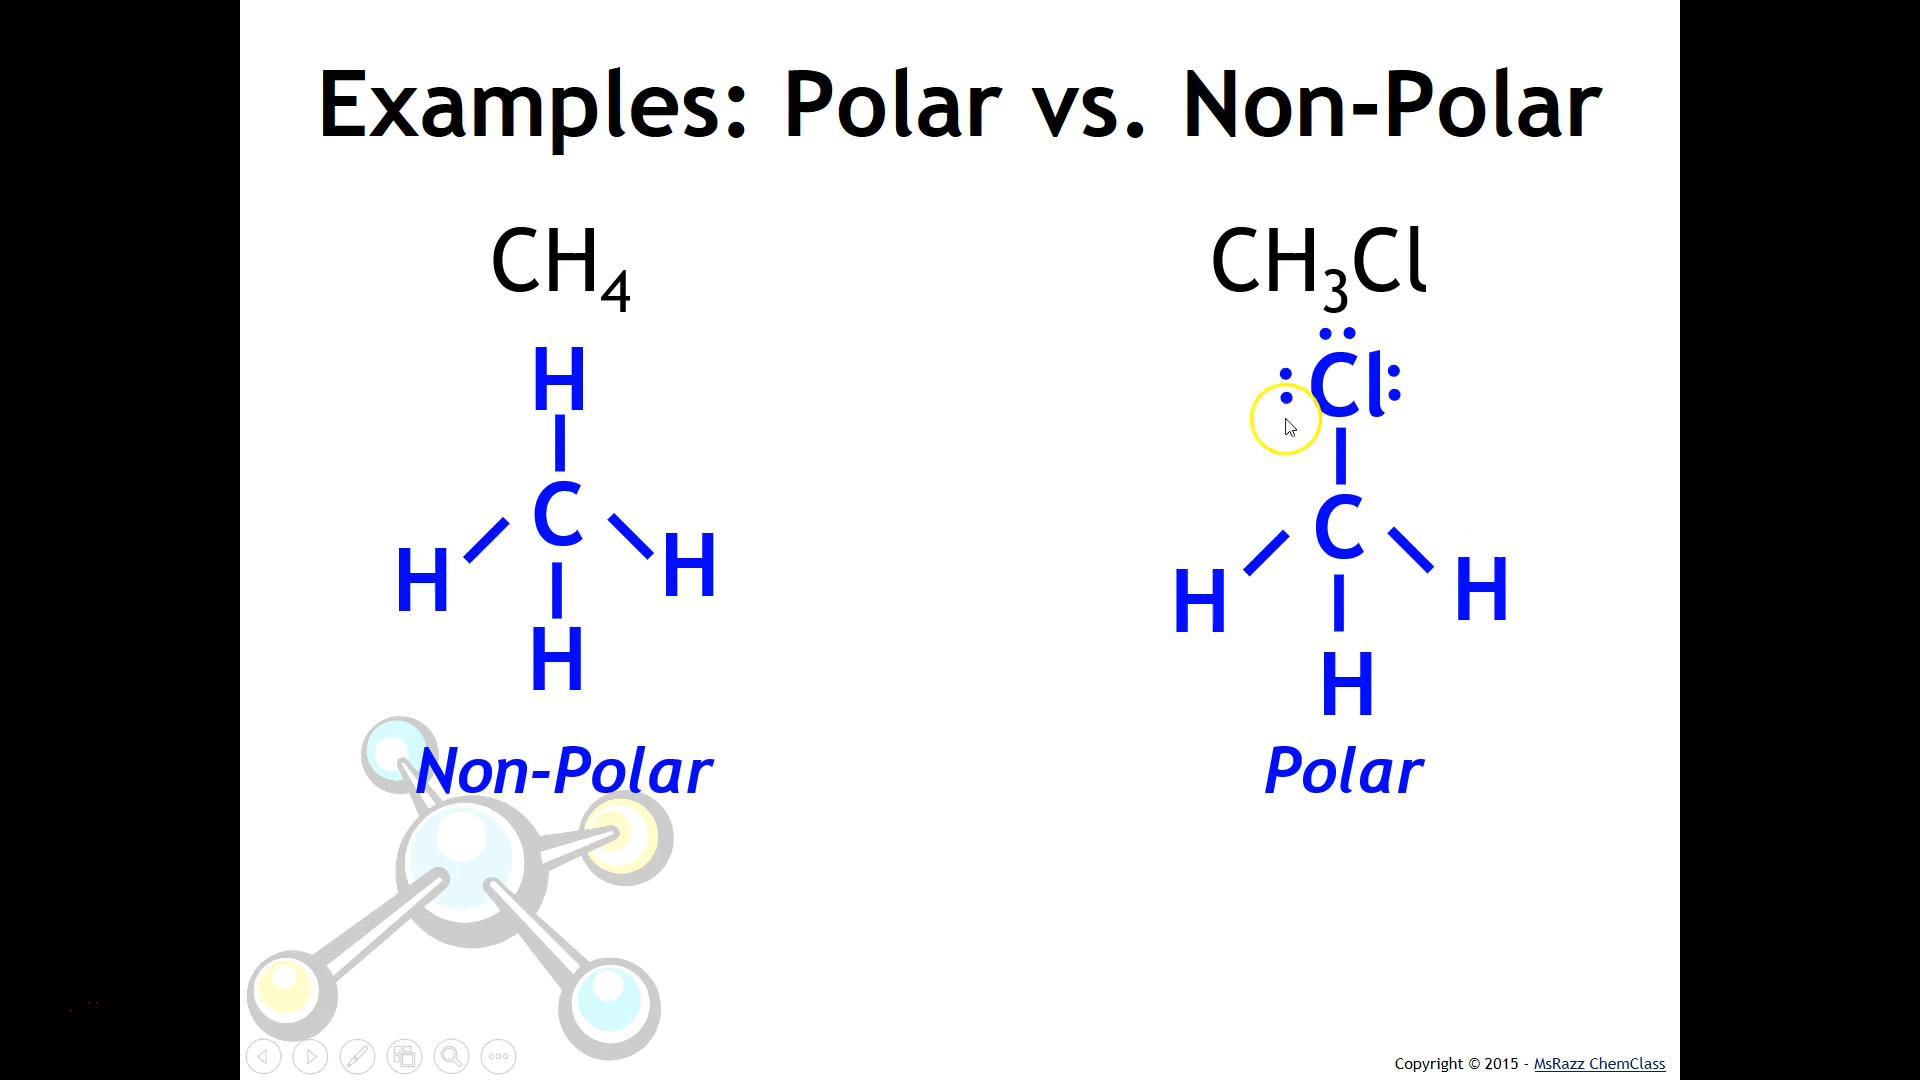 Examples: Polar vs. Non-Polar
CH₄
CH₃Cl
H
C
H
H
H
Non-Polar
Cl
C
H
H
H
Polar
Copyright © 2015 - MsRazz ChemClass